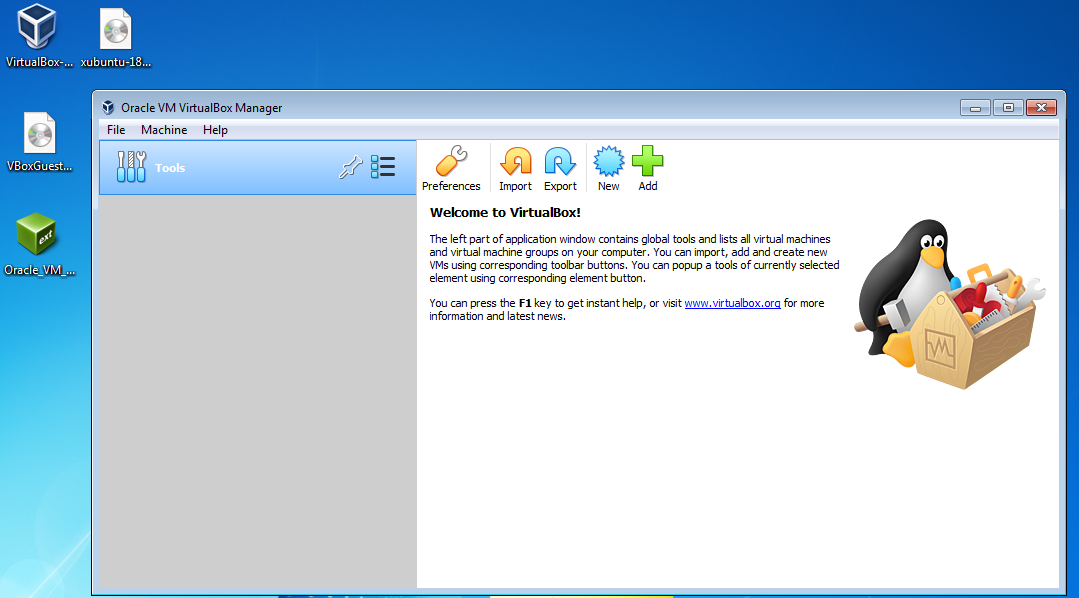 VirtualBox-...
xubuntu-18...
VBoxGuest...
ext
Oracle_VM_...
Oracle VM VirtualBox Manager
File Machine Help
Tools
Preferences Import Export New Add
Welcome to VirtualBox!
The left part of application window contains global tools and lists all virtual machines
and virtual machine groups on your computer. You can import, add and create new
VMs using corresponding toolbar buttons. You can popup a tools of currently selected
element using corresponding element button.
You can press the F1 key to get instant help, or visit www.virtualbox.org for more
information and latest news.